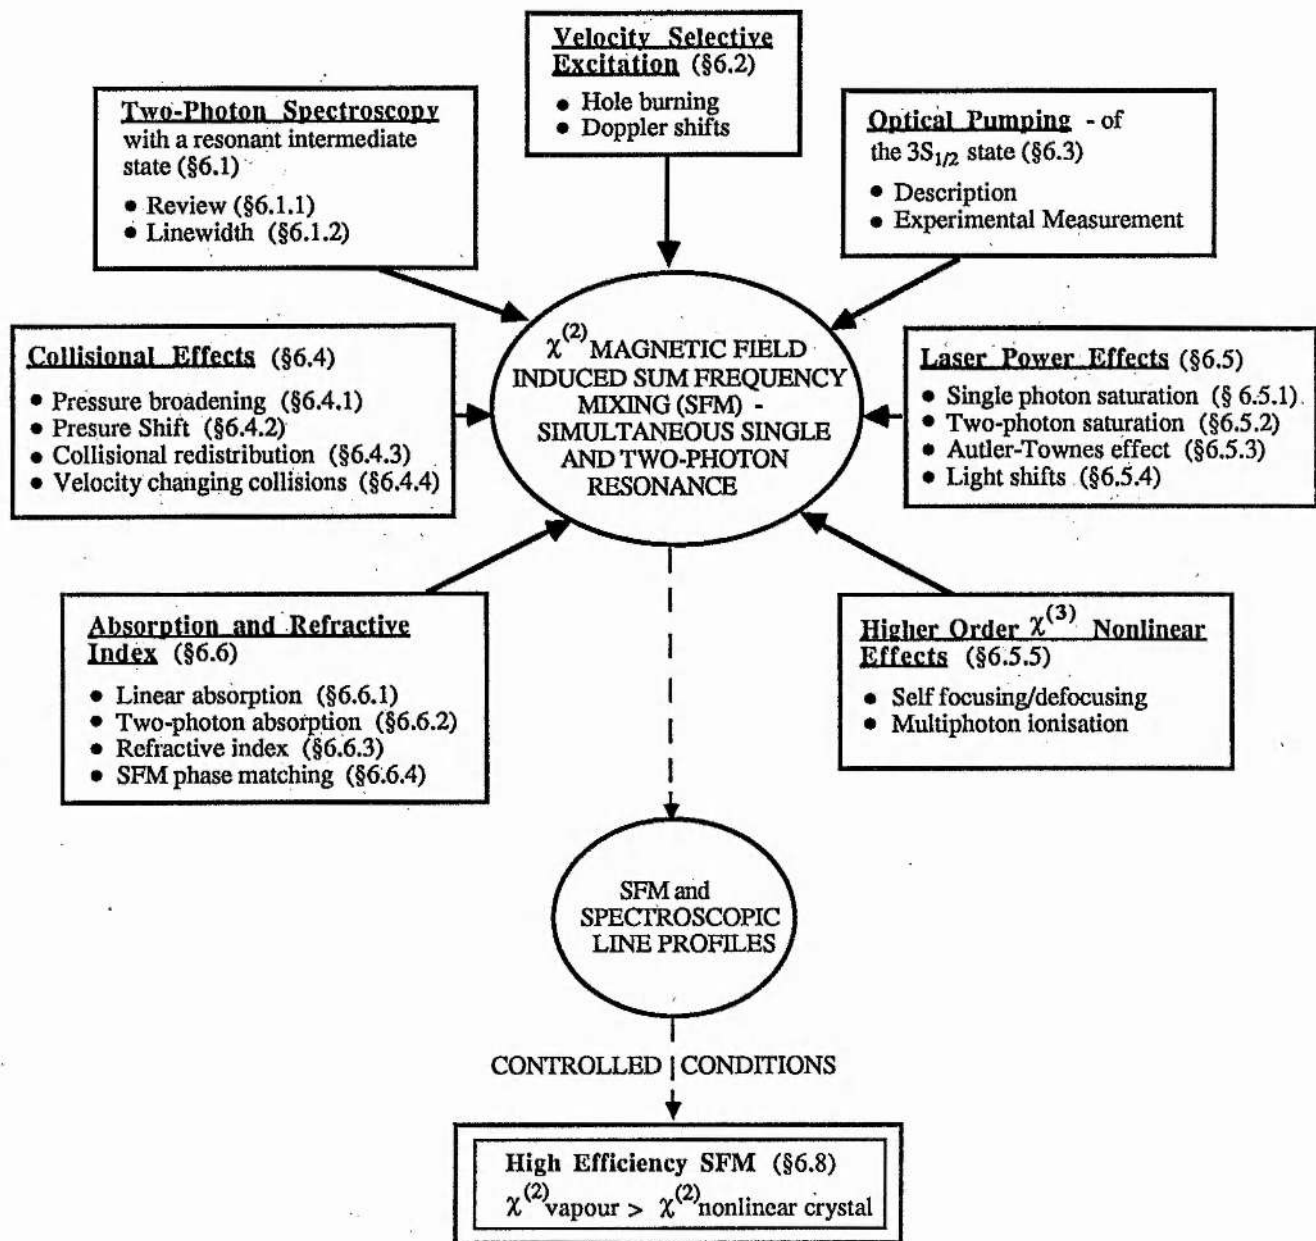 Velocity Selective
Excitation (§6.2)
• Hole burning
• Doppler shifts
Two-Photon Spectroscopy
with a resonant intermediate
state (§6.1)
• Review (§6.1.1)
• Linewidth (§6.1.2)
Optical Pumping - of
the 3S1/2 state (§6.3)
• Description
• Experimental Measurement
Collisional Effects (§6.4)
• Pressure broadening (§6.4.1)
• Presure Shift (§6.4.2)
• Collisional redistribution (§6.4.3)
• Velocity changing collisions (§6.4.4)
χ(2) MAGNETIC FIELD
INDUCED SUM FREQUENCY
MIXING (SFM) -
SIMULTANEOUS SINGLE
AND TWO-PHOTON
RESONANCE
Laser Power Effects (§6.5)
• Single photon saturation (§ 6.5.1)
• Two-photon saturation (§6.5.2)
• Autler-Townes effect (§6.5.3)
• Light shifts (§6.5.4)
Absorption and Refractive
Index (§6.6)
• Linear absorption (§6.6.1)
• Two-photon absorption (§6.6.2)
• Refractive index (§6.6.3)
• SFM phase matching (§6.6.4)
Higher Order χ(3) Nonlinear
Effects (§6.5.5)
• Self focusing/defocusing
• Multiphoton ionisation
SFM and
SPECTROSCOPIC
LINE PROFILES
CONTROLLED CONDITIONS
High Efficiency SFM (§6.8)
χ(2)vapour > χ(2)nonlinear crystal